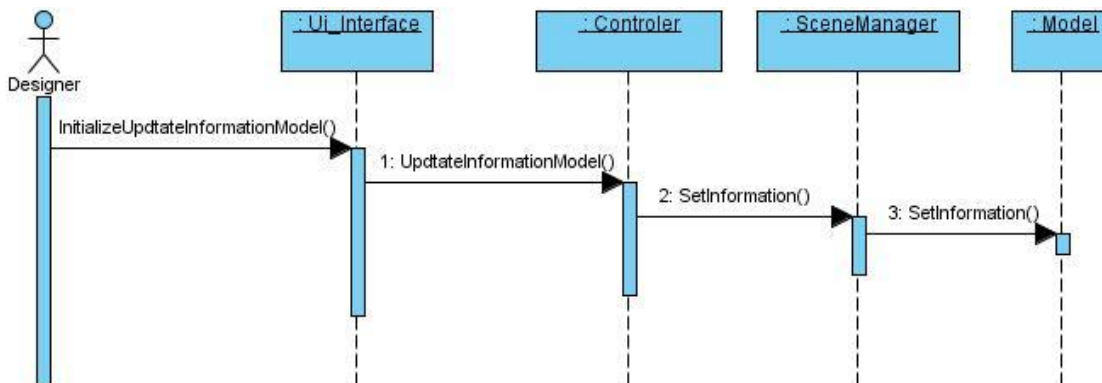 : Ui_Interface
: Controler
: SceneManager
: Model
Designer
InitializeUpdtateInformationModel()
1: UpdtateInformationModel()
2: SetInformation()
3: SetInformation()